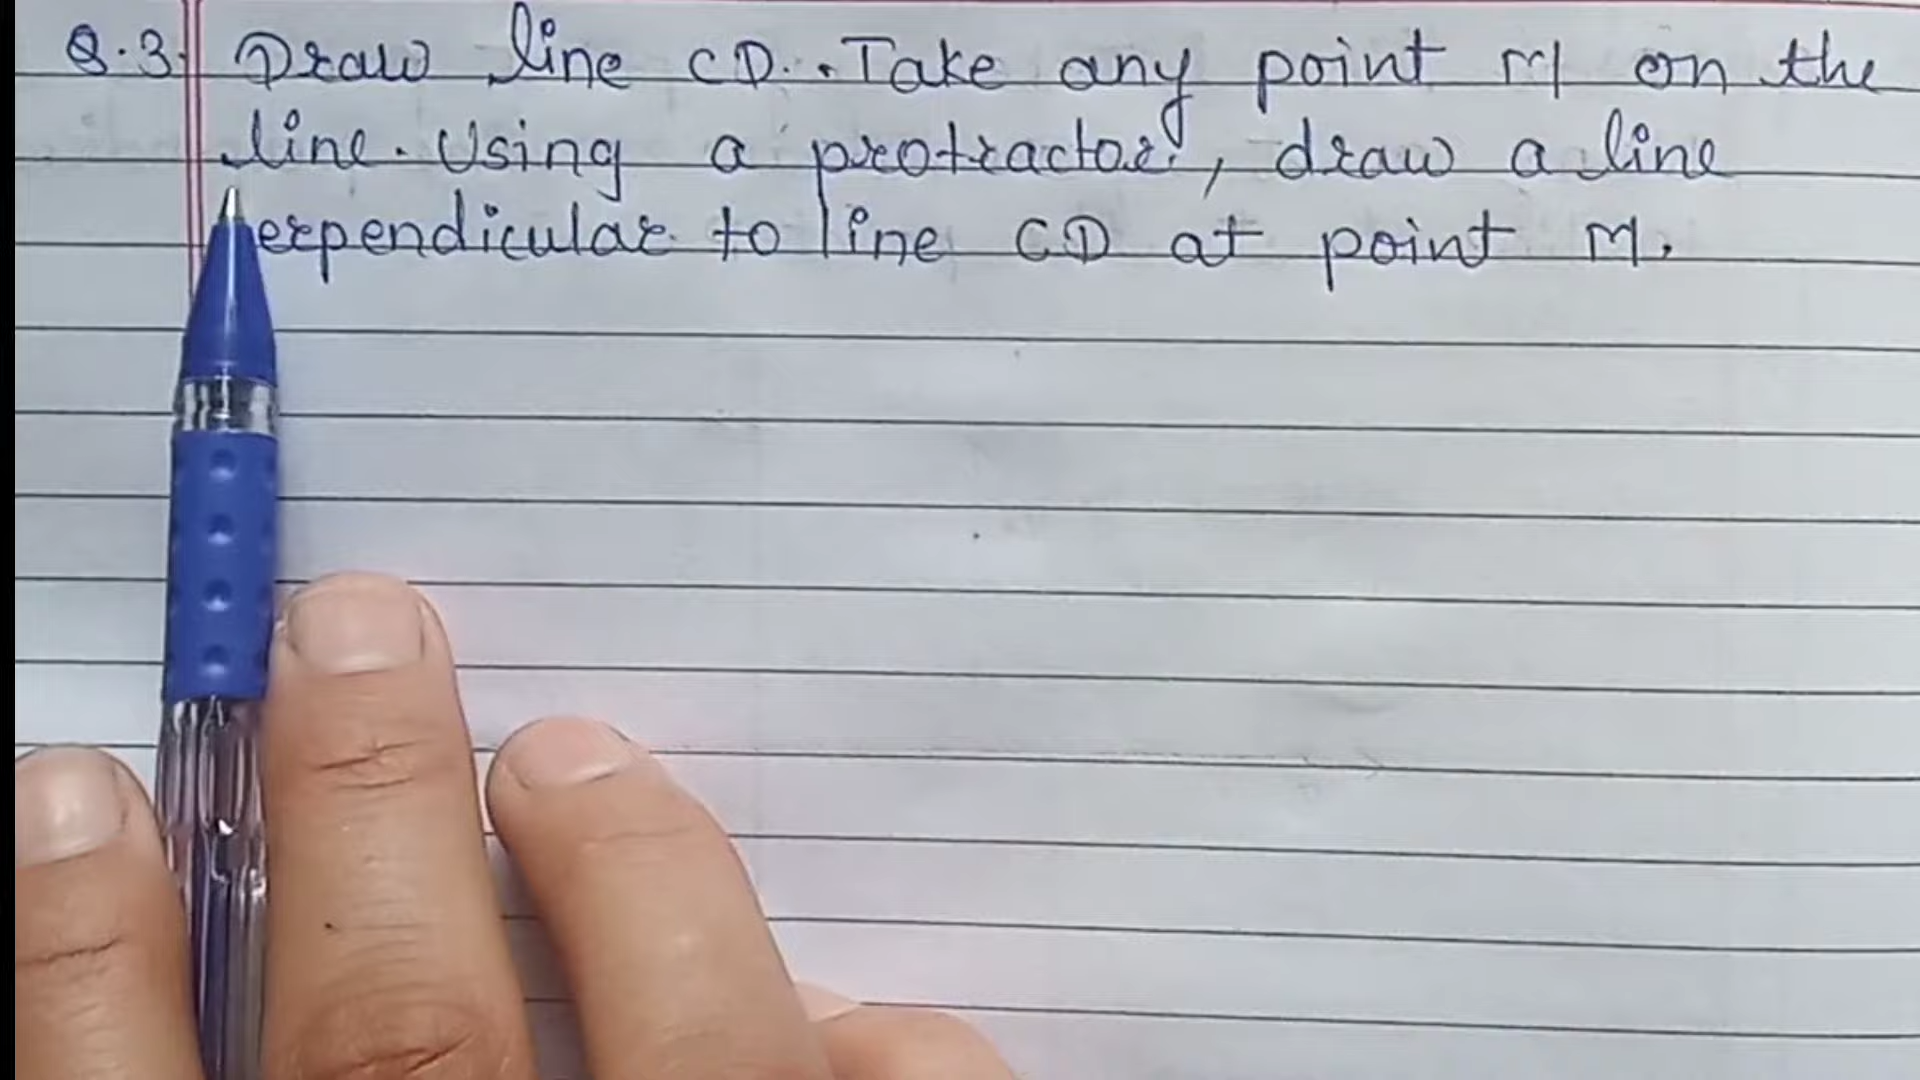 Q.3. Draw line CD. Take any point M on the
line. Using a protractor, draw a line
erpendicular to line CD at point M.